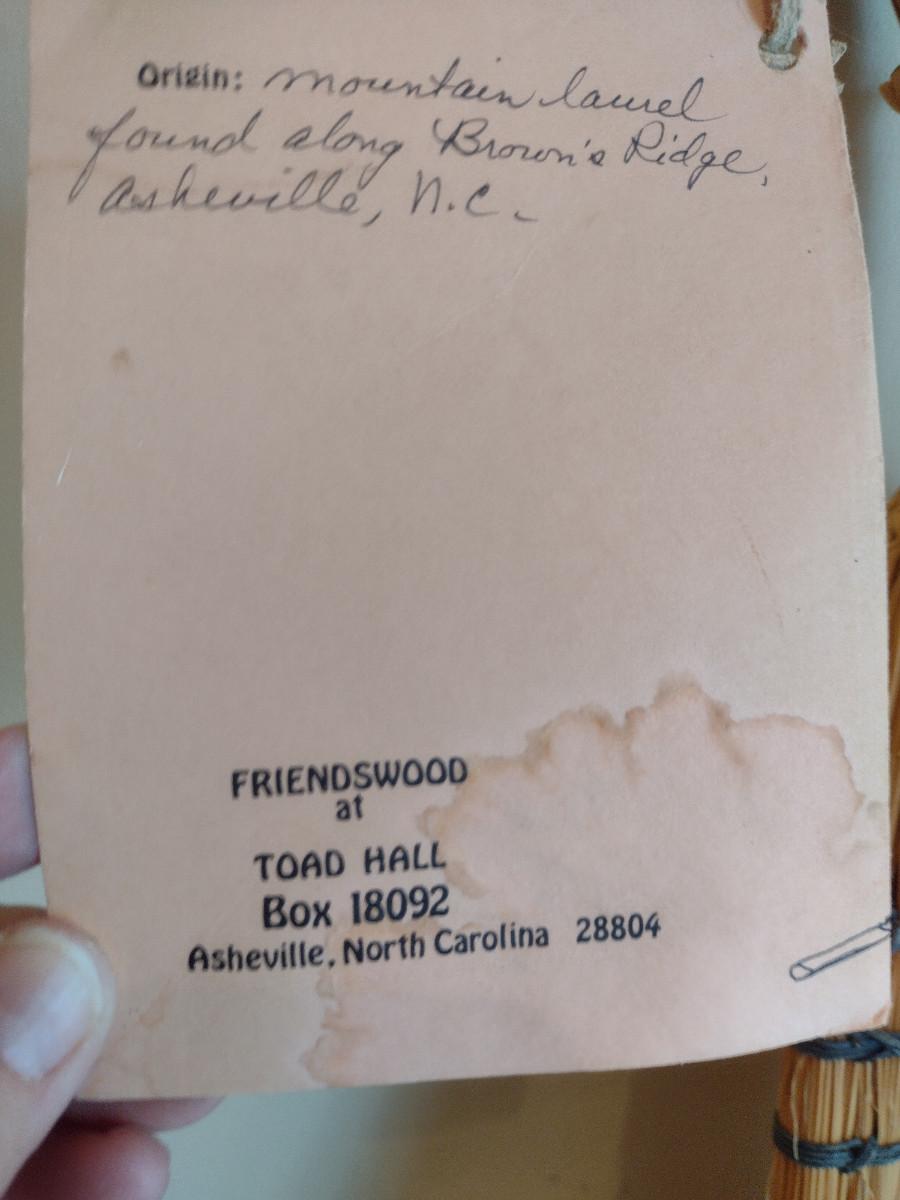 Origin: mountain laurel
found along Brown's Ridge,
Asheville, N.C.
FRIENDSWOOD
at
TOAD HALL
Box 18092
Asheville, North Carolina 28804